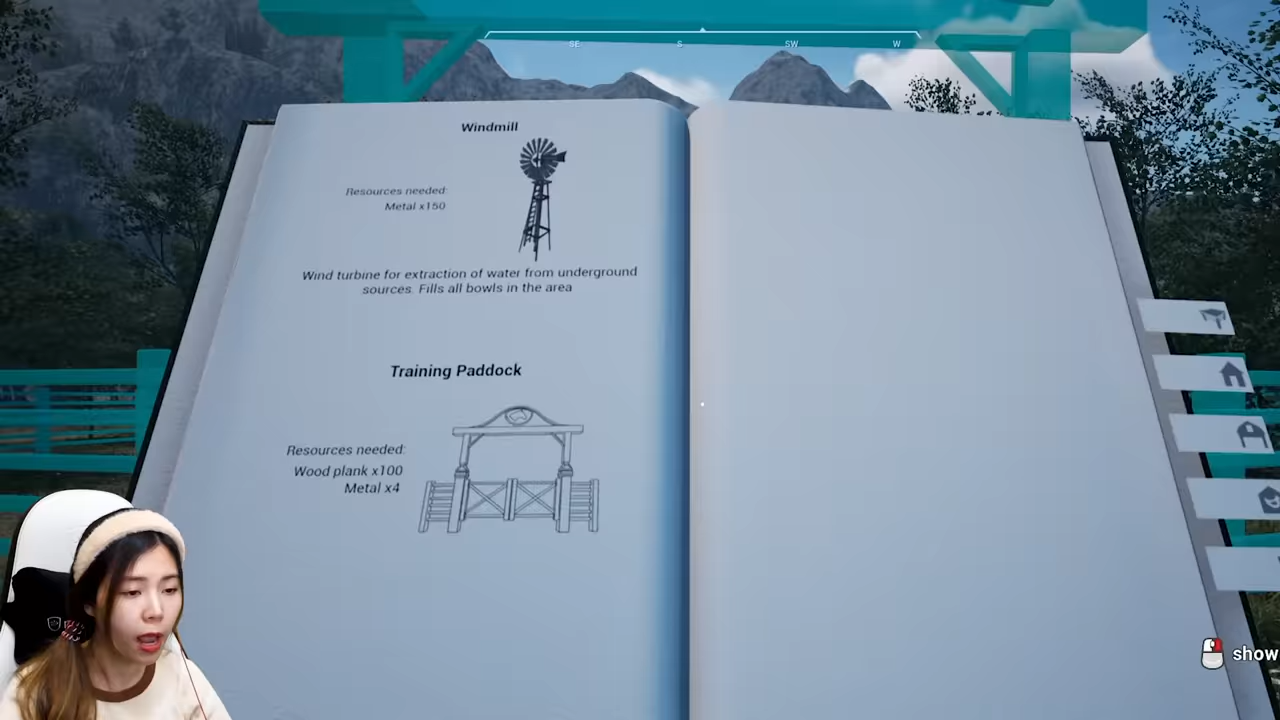 SE S SW W
Windmill
Resources needed:
Metal x150
Wind turbine for extraction of water from underground
sources. Fills all bowls in the area
Training Paddock
Resources needed:
Wood plank x100
Metal x4
show